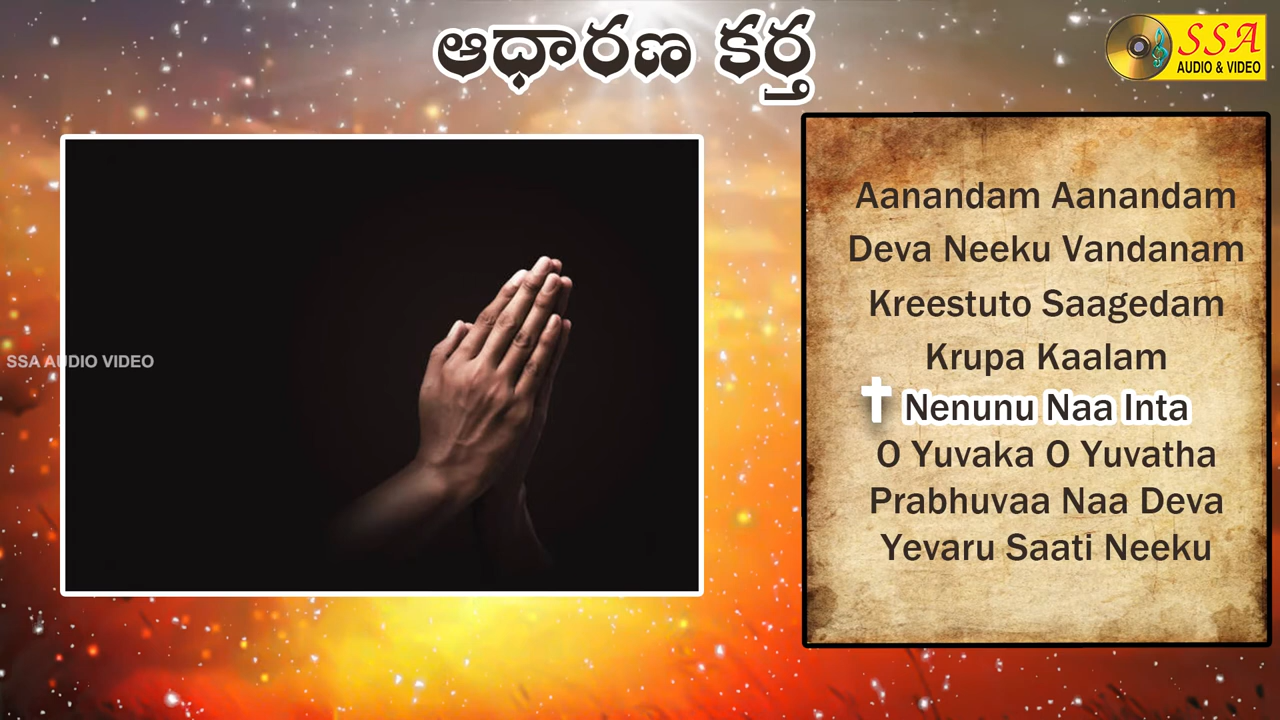 ఆధారణ కర్త
SSA
AUDIO & VIDEO
Aanandam Aanandam
Deva Neeku Vandanam
Kreestuto Saagedam
Krupa Kaalam
Nenunu Naa Inta
O Yuvaka O Yuvatha
Prabhuvaa Naa Deva
Yevaru Saati Neeku
SSA AUDIO VIDEO